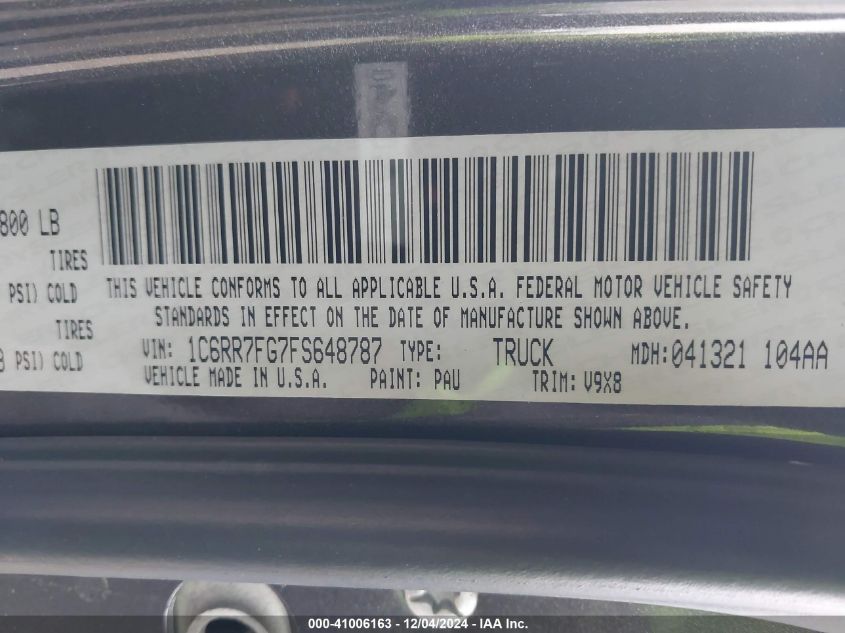 800 LB
TIRES
PSI) COLD
TIRES
PSI) COLD
THIS VEHICLE CONFORMS TO ALL APPLICABLE U.S.A. FEDERAL MOTOR VEHICLE SAFETY
STANDARDS IN EFFECT ON THE DATE OF MANUFACTURE SHOWN ABOVE.
VIN: 1C6RR7FG7FS648787 TYPE: TRUCK MDH:041321 104AA
VEHICLE MADE IN U.S.A. PAINT: PAU TRIM: V9X8
000-41006163 - 12/04/2024 - IAA Inc.